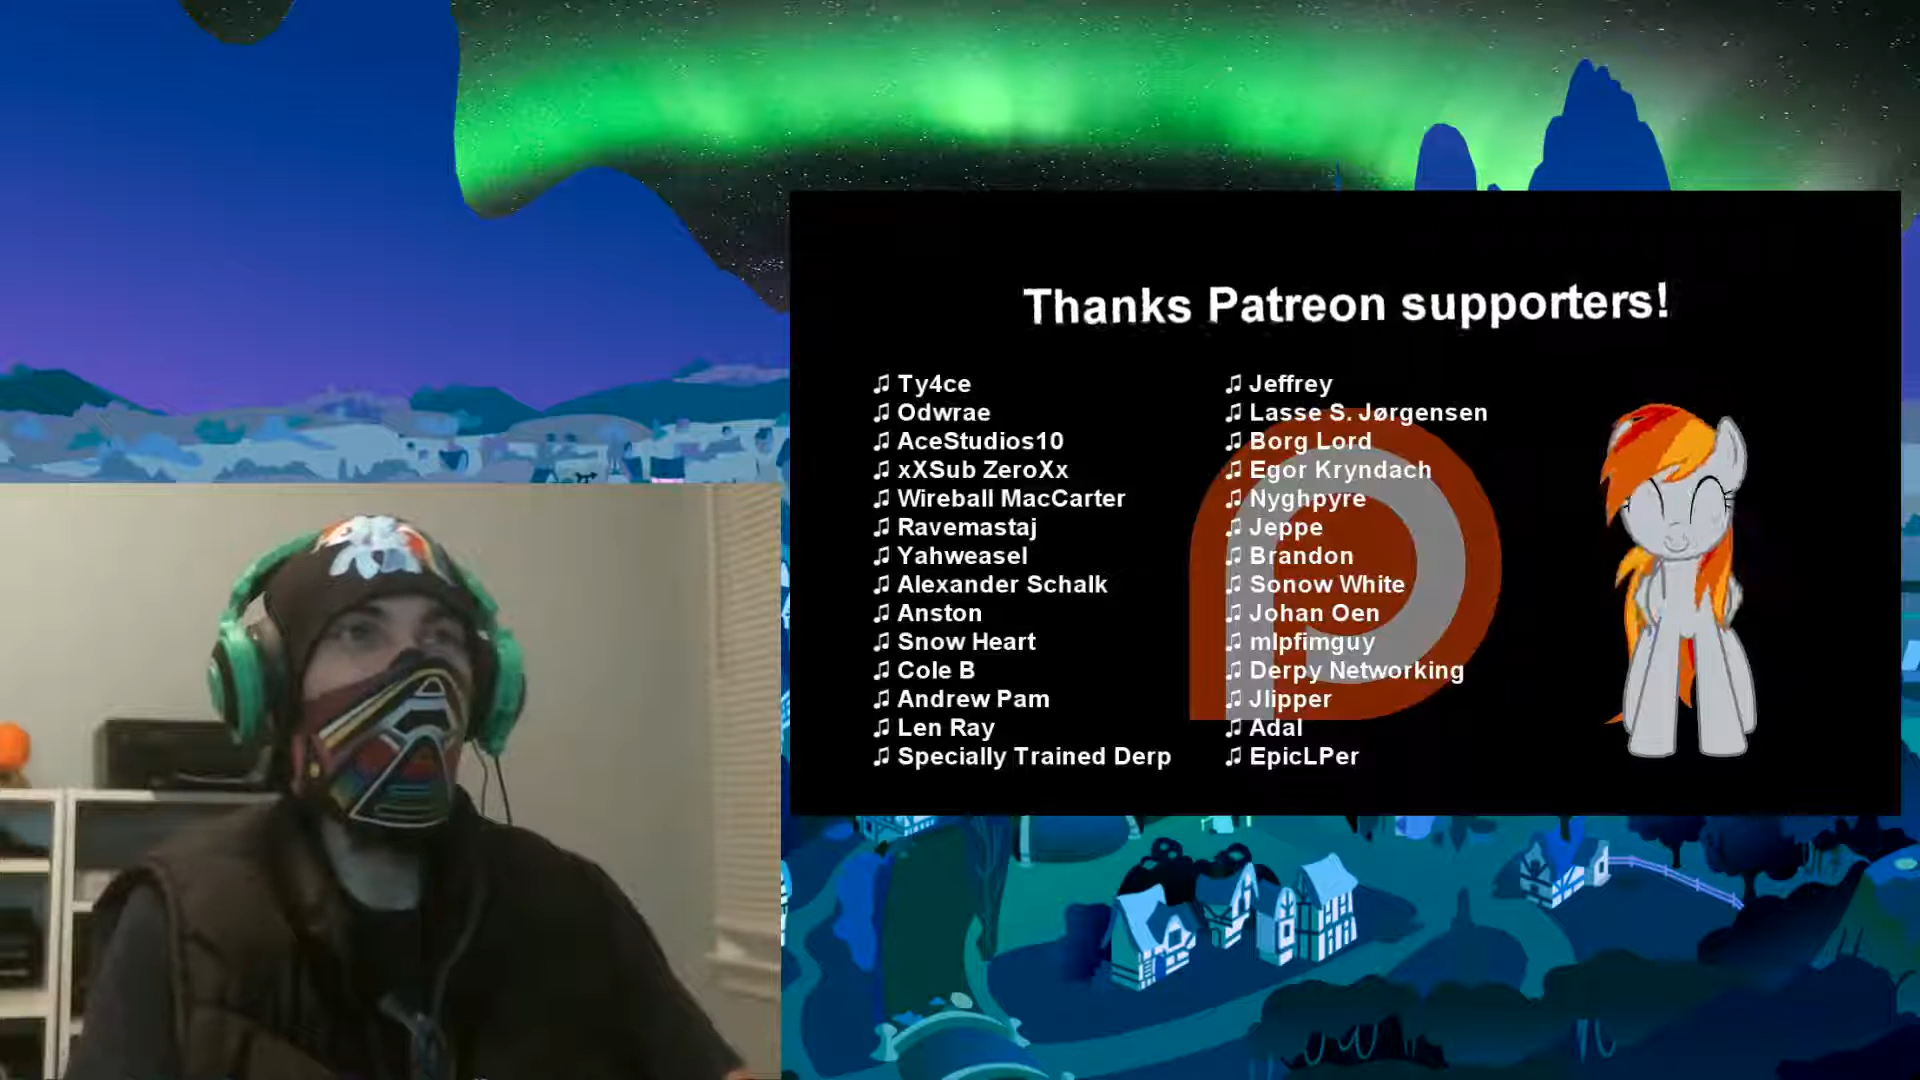 Thanks Patreon supporters!
♫ Ty4ce
♫ Odwrae
♫ AceStudios10
♫ xXSub ZeroXx
♫ Wireball MacCarter
♫ Ravemastaj
♫ Yahweasel
♫ Alexander Schalk
♫ Anston
♫ Snow Heart
♫ Cole B
♫ Andrew Pam
♫ Len Ray
♫ Specially Trained Derp
♫ Jeffrey
♫ Lasse S. Jørgensen
♫ Borg Lord
♫ Egor Kryndach
♫ Nyghpyre
♫ Jeppe
♫ Brandon
♫ Sonow White
♫ Johan Oen
♫ mlpfimguy
♫ Derpy Networking
♫ Jlipper
♫ Adal
♫ EpicLPer